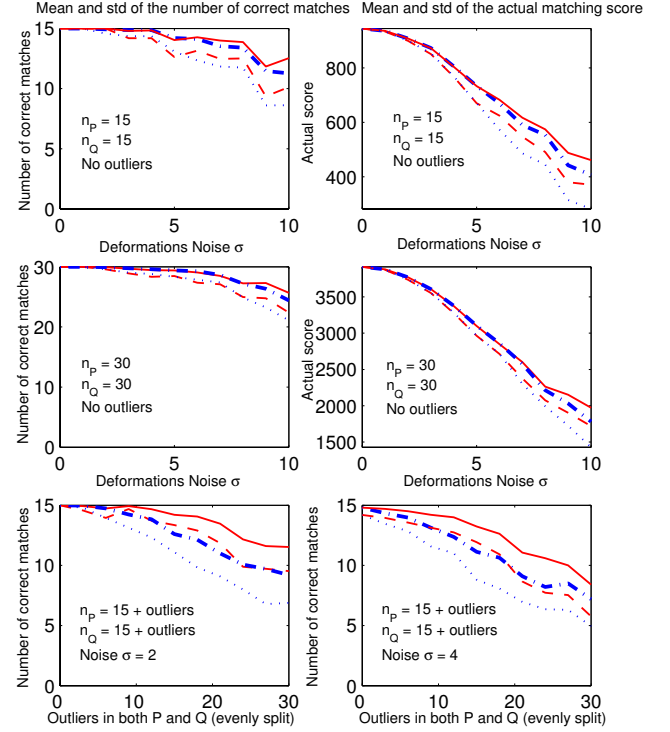 Mean and std of the number of correct matches
Mean and std of the actual matching score
Number of correct matches
15
10
5
0
n_P = 15
n_Q = 15
No outliers
0 5 10
Deformations Noise σ
Actual score
800
600
400
n_P = 15
n_Q = 15
No outliers
0 5 10
Deformations Noise σ
Number of correct matches
30
20
10
0
n_P = 30
n_Q = 30
No outliers
0 5 10
Deformations Noise σ
Actual score
3500
3000
2500
2000
1500
n_P = 30
n_Q = 30
No outliers
0 5 10
Deformations Noise σ
Number of correct matches
15
10
5
0
n_P = 15 + outliers
n_Q = 15 + outliers
Noise σ = 2
0 10 20 30
Outliers in both P and Q (evenly split)
Number of correct matches
15
10
5
0
n_P = 15 + outliers
n_Q = 15 + outliers
Noise σ = 4
0 10 20 30
Outliers in both P and Q (evenly split)